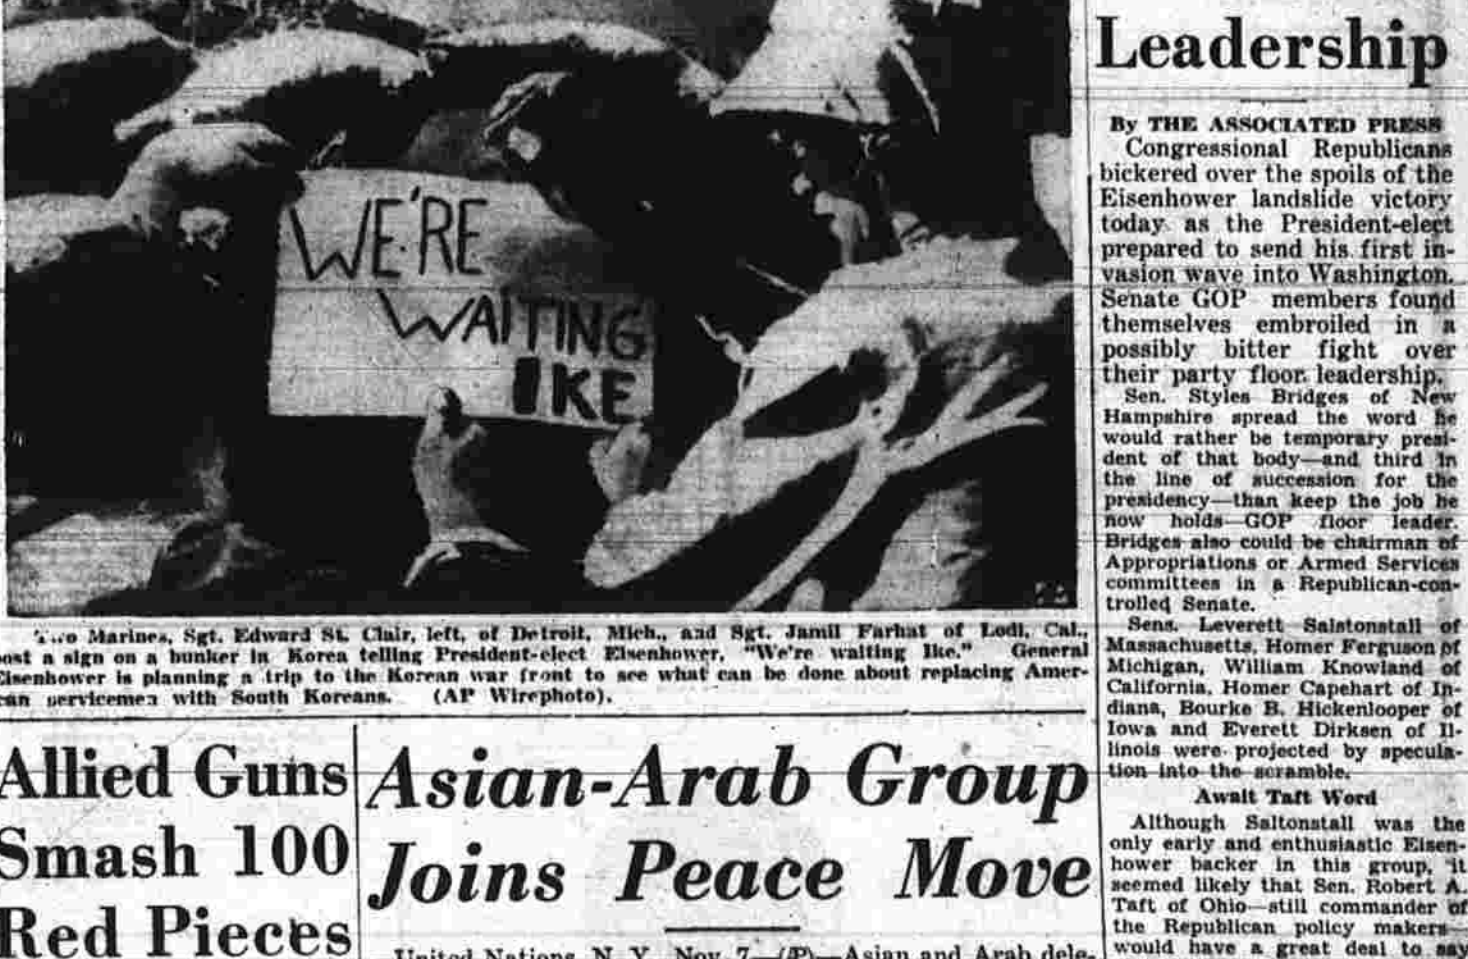 WE'RE
WAITING
IKE
Two Marines, Sgt. Edward St. Clair, left, of Detroit, Mich., and Sgt. Jamil Farhat of Lodi, Cal.,
post a sign on a bunker in Korea telling President-elect Eisenhower, "We're waiting Ike." General
Eisenhower is planning a trip to the Korean war front to see what can be done about replacing Amer-
can servicemen with South Koreans. (AP Wirephoto).
Allied Guns
Smash 100
Red Pieces
Asian-Arab Group
Joins Peace Move
United Nations, N. Y., Nov. 7—(AP)—Asian and Arab dele-
Leadership
By THE ASSOCIATED PRESS
Congressional Republicans
bickered over the spoils of the
Eisenhower landslide victory
today as the President-elect
prepared to send his first in-
vasion wave into Washington.
Senate GOP members found
themselves embroiled in a
possibly bitter fight over
their party floor leadership.
Sen. Styles Bridges of New
Hampshire spread the word he
would rather be temporary presi-
dent of that body—and third in
the line of succession for the
presidency—than keep the job he
now holds—GOP floor leader.
Bridges also could be chairman of
Appropriations or Armed Services
committees in a Republican-con-
trolled Senate.
Sens. Leverett Salstonstall of
Massachusetts, Homer Ferguson of
Michigan, William Knowland of
California, Homer Capehart of In-
diana, Bourke B. Hickenlooper of
Iowa and Everett Dirksen of Il-
linois were projected by specula-
tion into the scramble.
Await Taft Word
Although Saltonstall was the
only early and enthusiastic Eisen-
hower backer in this group, it
seemed likely that Sen. Robert A.
Taft of Ohio—still commander of
the Republican policy makers—
would have a great deal to say